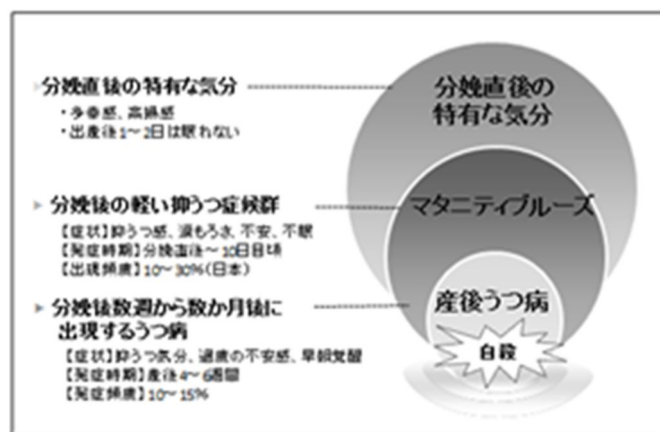 分娩直後の特有な気分
・多幸感、高揚感
・出産後1〜2日は眠れない
分娩後の軽い抑うつ症候群
【症状】抑うつ感、涙もろさ、不安、不眠
【発症時期】分娩直後〜10日目頃
【出現頻度】10〜30%(日本)
分娩後数週から数か月後に
出現するうつ病
【症状】抑うつ気分、過度の不安感、早朝覚醒
【発症時期】産後4〜6週間
【発症頻度】10〜15%
分娩直後の
特有な気分
マタニティブルーズ
産後うつ病
自殺